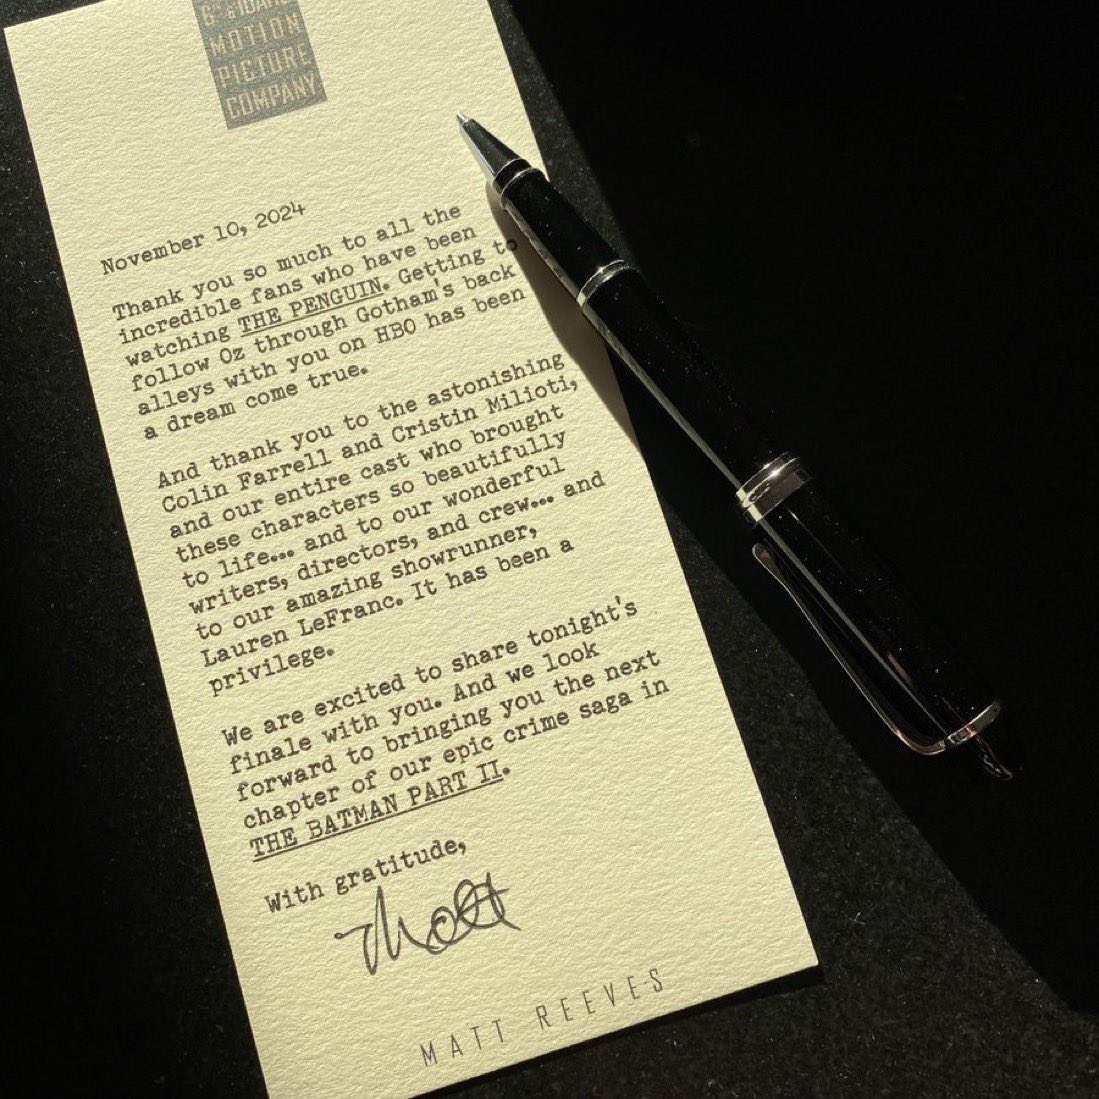 MOTION
PICTURE
COMPANY
November 10, 2024
Thank you so much to all the
incredible fans who have been
watching THE PENGUIN. Getting to
follow Oz through Gotham's back
alleys with you on HBO has been
a dream come true.
And thank you to the astonishing
Colin Farrell and Cristin Milioti,
and our entire cast who brought
these characters so beautifully
to life... and to our wonderful
writers, directors, and crew... and
to our amazing showrunner,
Lauren LeFranc. It has been a
privilege.
We are excited to share tonight's
finale with you. And we look
forward to bringing you the next
chapter of our epic crime saga in
THE BATMAN PART II.
With gratitude,
Matt
MATT REEVES